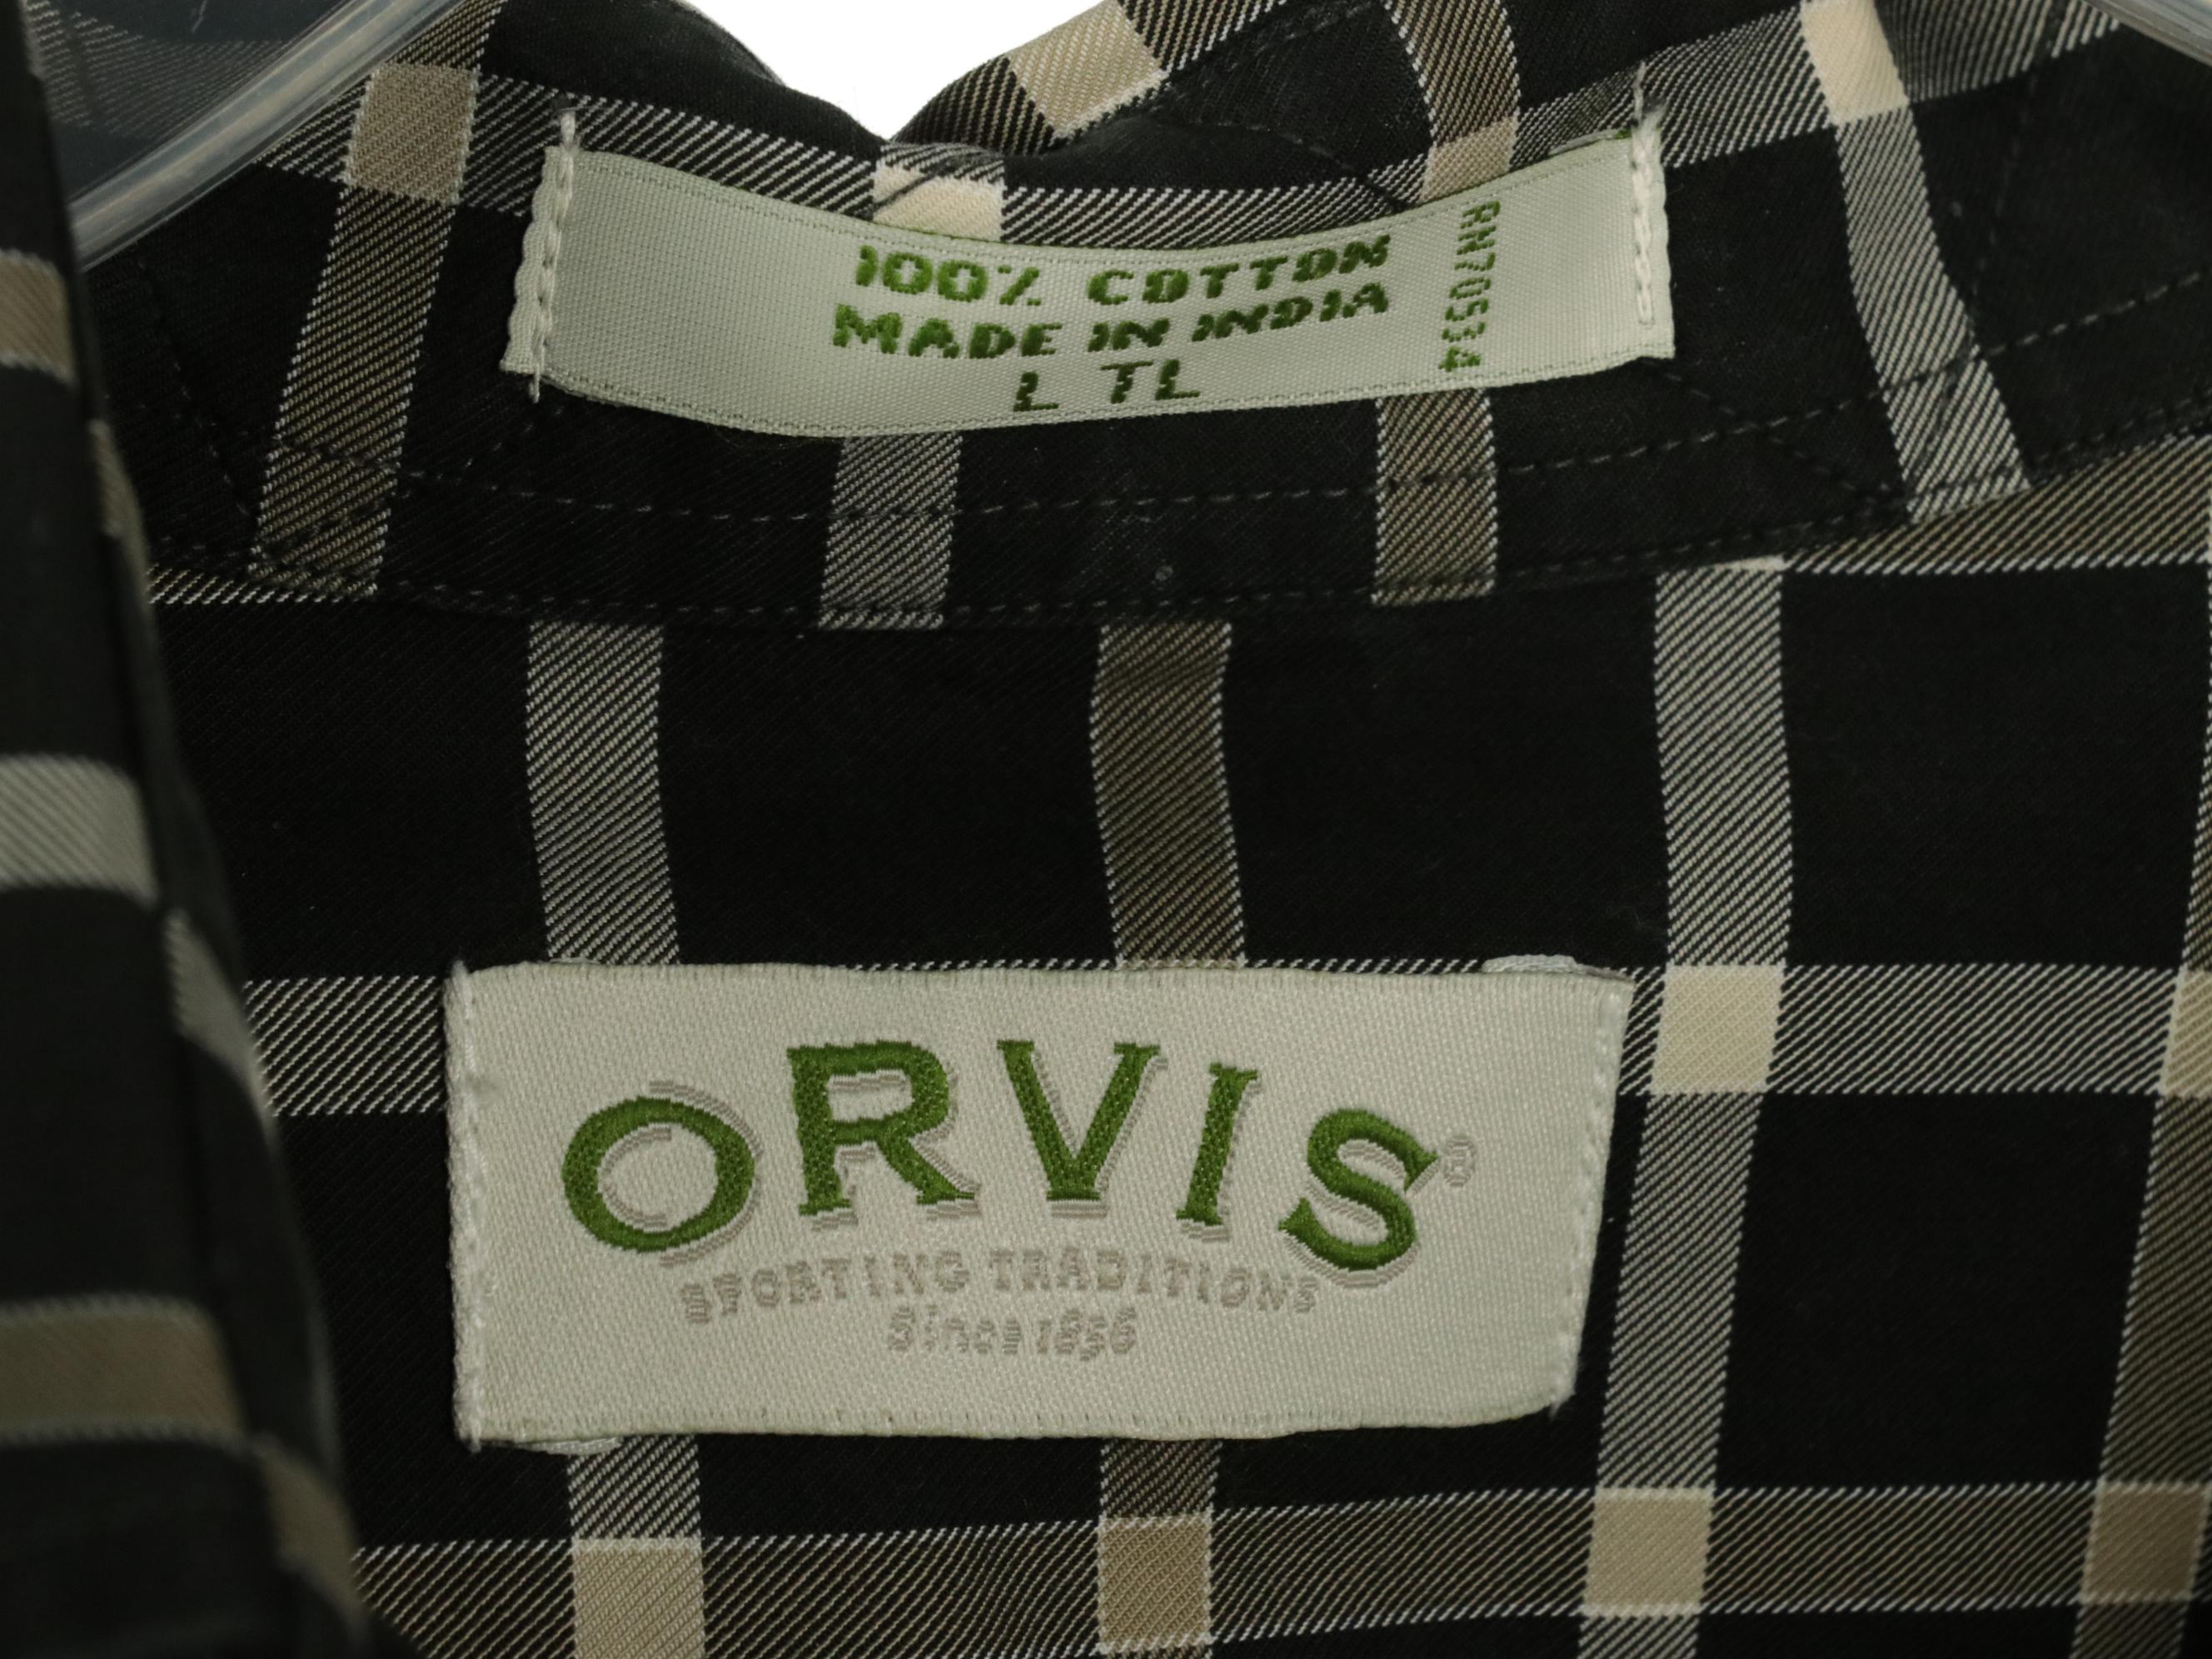 100% COTTON
MADE IN INDIA
L TL
RN70534
ORVIS®
SPORTING TRADITIONS
Since 1856